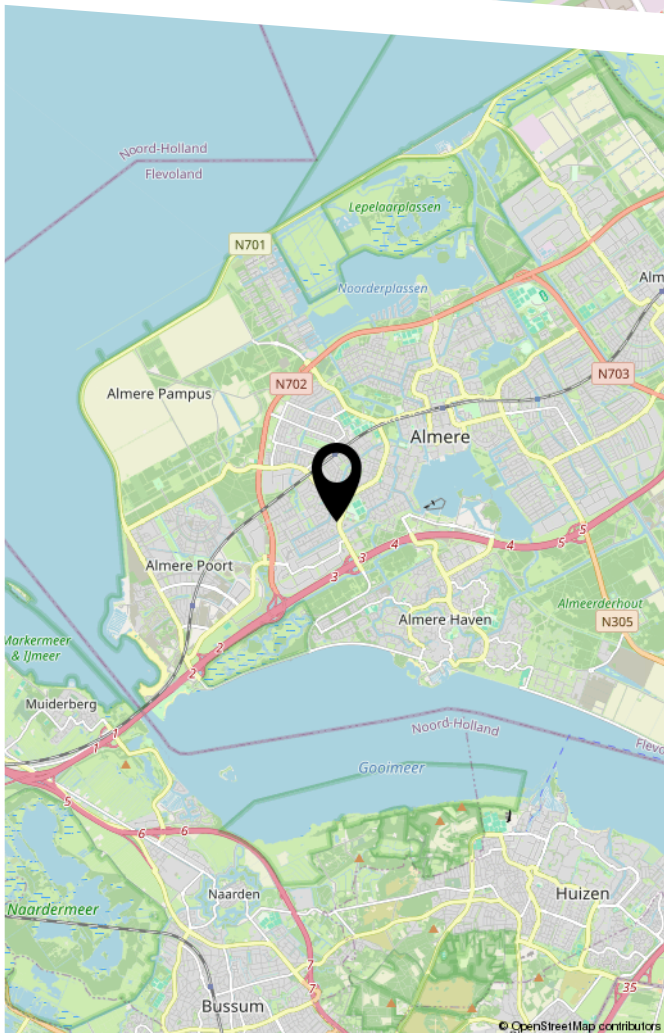 Noord-Holland
Flevoland
Lepelaarplassen
N701
Noorderplassen
Alm
N702
N703
Almere Pampus
Almere
5
3
4
4
5
3
Almere Poort
Almeerderhout
Almere Haven
N305
Markermeer
& IJmeer
2
2
Muiderberg
Noord-Holland
Flevo
1
1
Gooimeer
5
6
6
Naarden
Huizen
Naardermeer
7
7
35
Bussum
© OpenStreetMap contributors